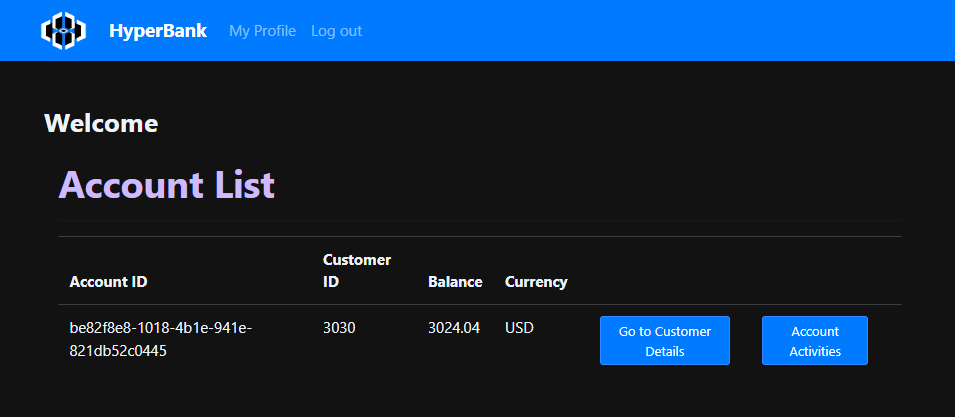 HyperBank My Profile Log out
Welcome
Account List
Account ID Customer ID Balance Currency
be82f8e8-1018-4b1e-941e-821db52c0445 3030 3024.04 USD Go to Customer Details Account Activities